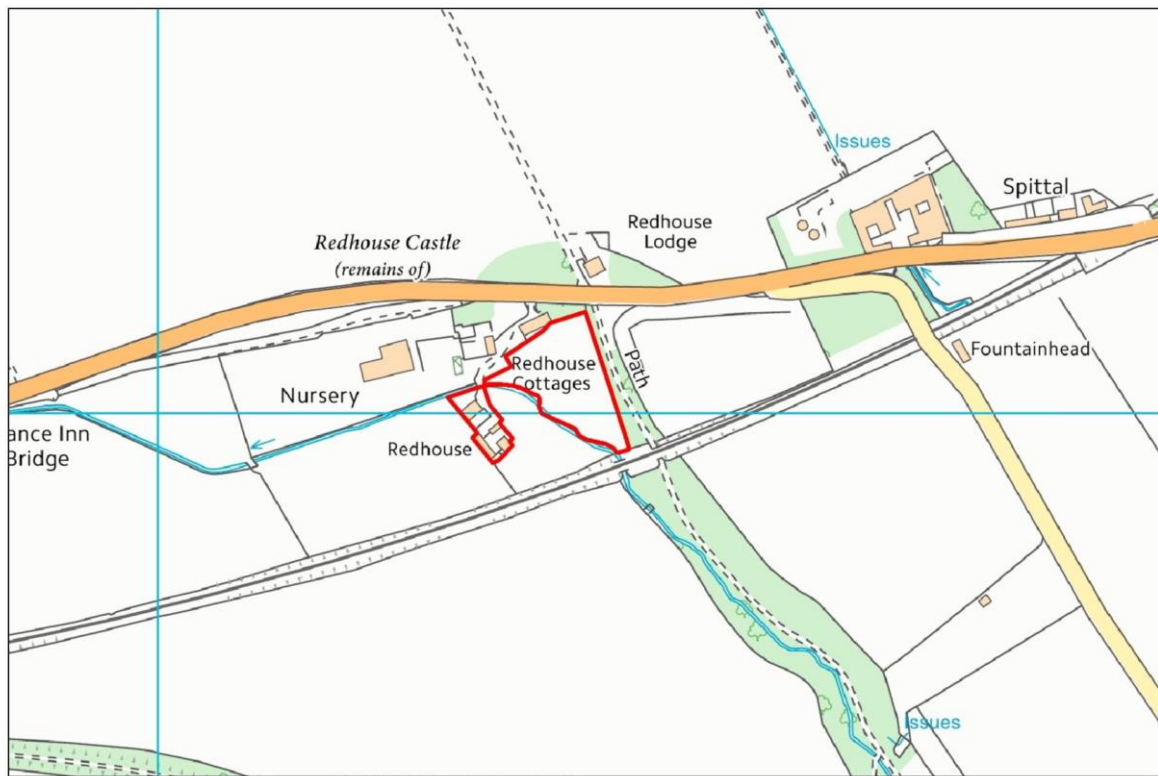 Issues
Spittal
Redhouse
Lodge
Redhouse Castle
(remains of)
Path
Redhouse
Cottages
Fountainhead
Nursery
ance Inn
Bridge
Redhouse
Issues